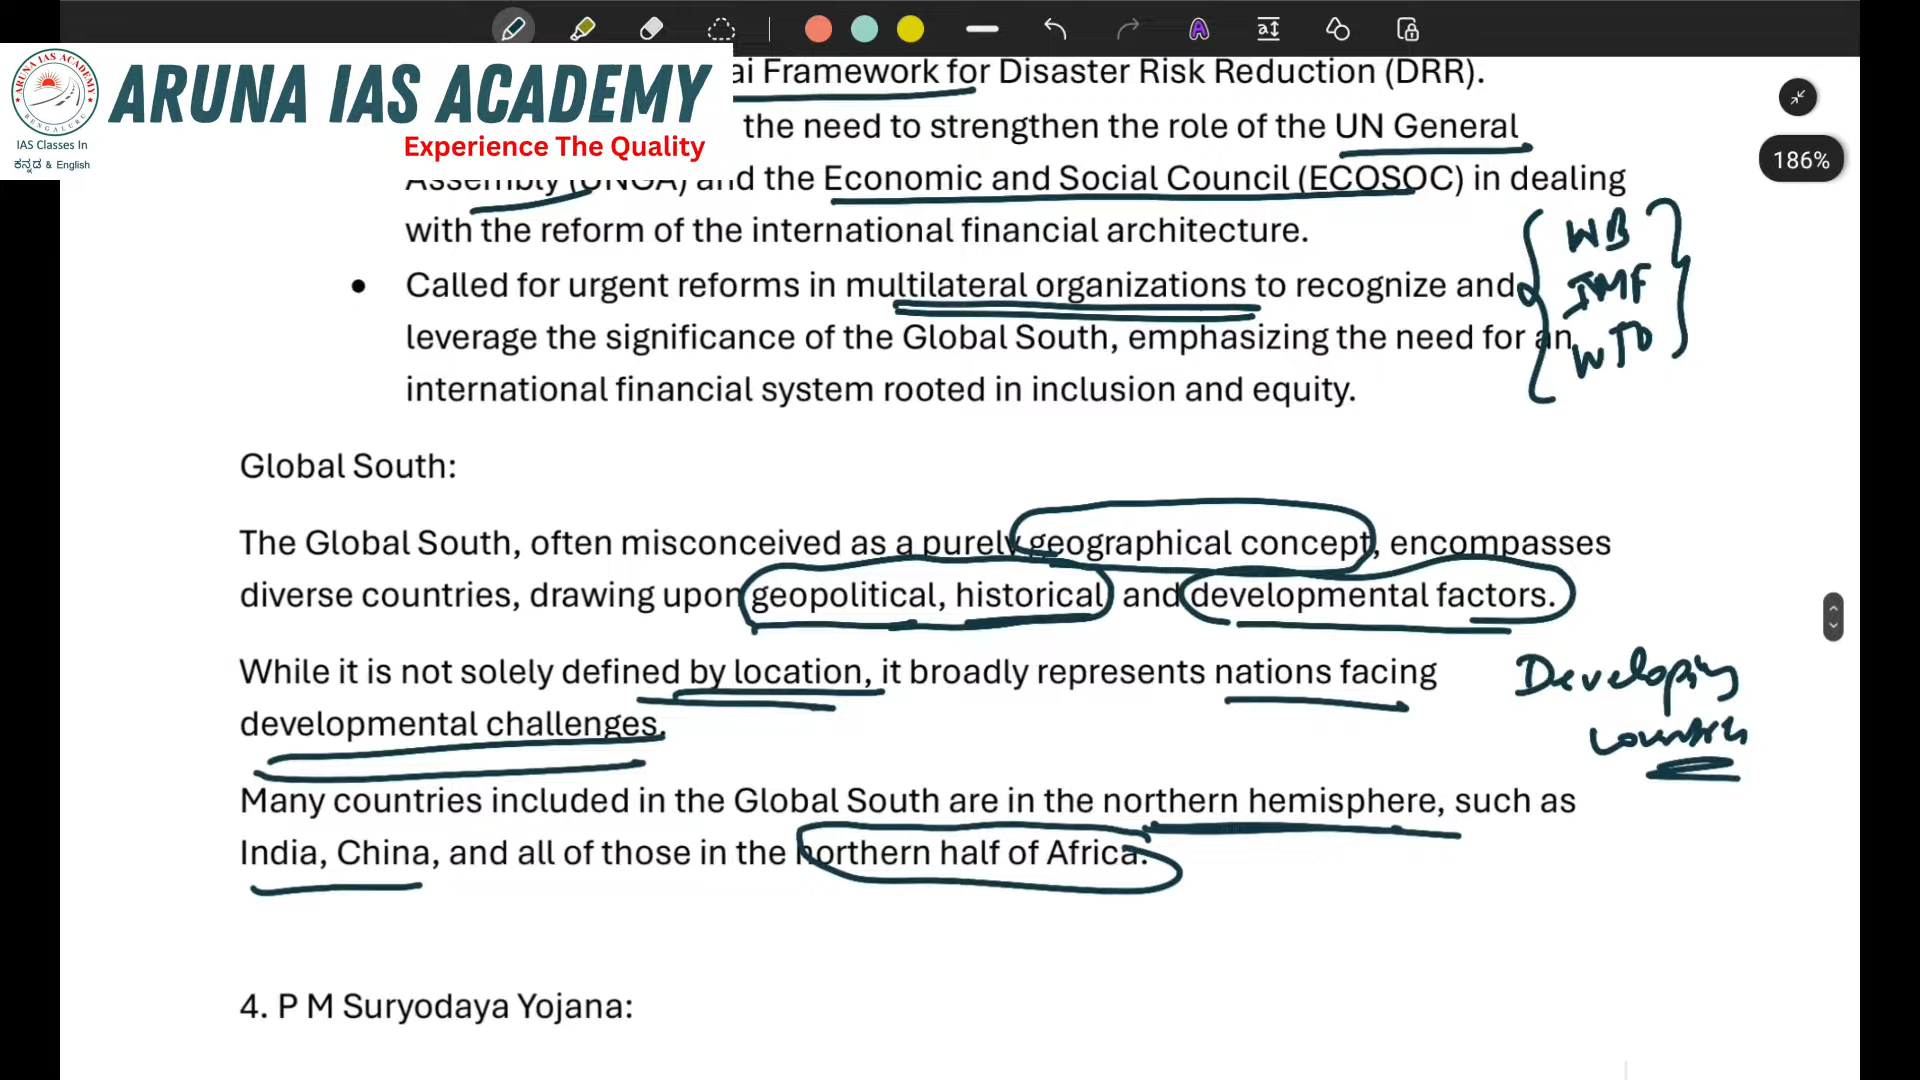 ARUNA IAS ACADEMY
Experience The Quality
IAS Classes In
ಕನ್ನಡ & English
ARUNA IAS ACADEMY
BENGALURU
186%
ai Framework for Disaster Risk Reduction (DRR).
the need to strengthen the role of the UN General
Assembly (UNGA) and the Economic and Social Council (ECOSOC) in dealing
with the reform of the international financial architecture.
• Called for urgent reforms in multilateral organizations to recognize and
leverage the significance of the Global South, emphasizing the need for an
international financial system rooted in inclusion and equity.
WB
IMF
WTO
Global South:
The Global South, often misconceived as a purely geographical concept, encompasses
diverse countries, drawing upon geopolitical, historical and developmental factors.
While it is not solely defined by location, it broadly represents nations facing
developmental challenges.
Developing
countries
Many countries included in the Global South are in the northern hemisphere, such as
India, China, and all of those in the northern half of Africa.
4. P M Suryodaya Yojana: